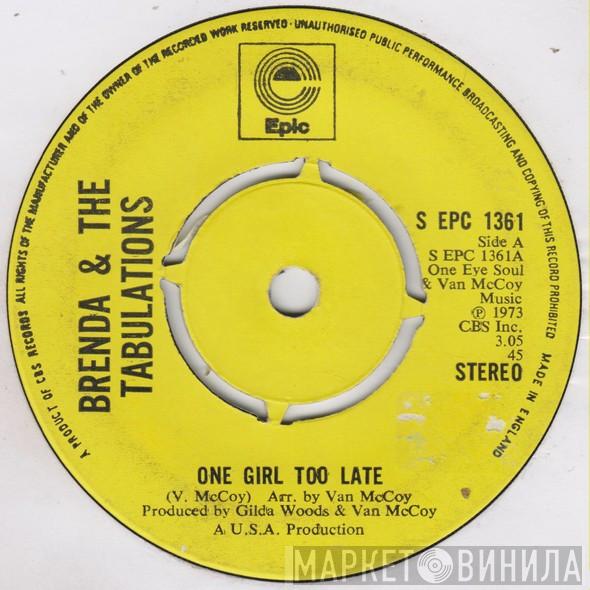 A PRODUCT OF CBS RECORDS ALL RIGHTS OF THE MANUFACTURER AND OF THE OWNER OF THE RECORDED WORK RESERVED · UNAUTHORISED PUBLIC PERFORMANCE BROADCASTING AND COPYING OF THIS RECORD PROHIBITED MADE IN ENGLAND
Epic
BRENDA & THE
TABULATIONS
S EPC 1361
Side A
S EPC 1361A
One Eye Soul
& Van McCoy
Music
℗ 1973
CBS Inc.
3.05
45
STEREO
ONE GIRL TOO LATE
(V. McCoy) Arr. by Van McCoy
Produced by Gilda Woods & Van McCoy
A U.S.A. Production
МАРКЕТ ВИНИЛА